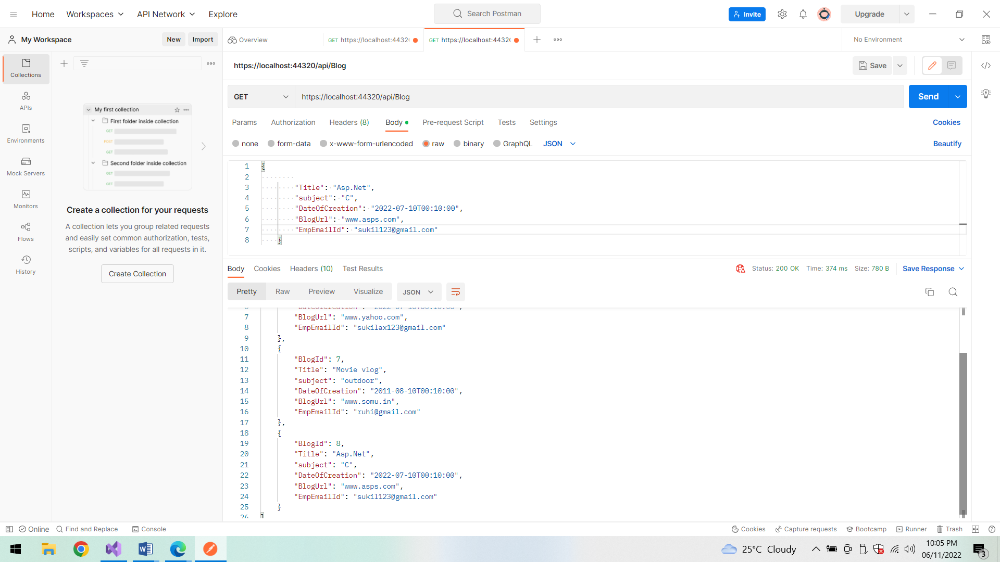 Home
Workspaces
API Network
Explore
Search Postman
Invite
Upgrade
My Workspace
New
Import
Overview
GET https://localhost:4432
GET https://localhost:4432
No Environment
Collections
APIs
Environments
Mock Servers
Monitors
Flows
History
My first collection
First folder inside collection
GET
POST
GET
Second folder inside collection
GET
GET
Create a collection for your requests
A collection lets you group related requests
and easily set common authorization, tests,
scripts, and variables for all requests in it.
Create Collection
https://localhost:44320/api/Blog
Save
GET
https://localhost:44320/api/Blog
Send
Params
Authorization
Headers (8)
Body
Pre-request Script
Tests
Settings
Cookies
none
form-data
x-www-form-urlencoded
raw
binary
GraphQL
JSON
Beautify
1 {
2
3 "Title": "Asp.Net",
4 "subject": "C",
5 "DateOfCreation": "2022-07-10T00:10:00",
6 "BlogUrl": "www.asps.com",
7 "EmpEmailId": "sukil123@gmail.com"
8 }
Body
Cookies
Headers (10)
Test Results
Status: 200 OK
Time: 374 ms
Size: 780 B
Save Response
Pretty
Raw
Preview
Visualize
JSON
7 "BlogUrl": "www.yahoo.com",
8 "EmpEmailId": "sukilax123@gmail.com"
9 },
10 {
11 "BlogId": 7,
12 "Title": "Movie vlog",
13 "subject": "outdoor",
14 "DateOfCreation": "2011-08-10T00:10:00",
15 "BlogUrl": "www.somu.in",
16 "EmpEmailId": "ruhi@gmail.com"
17 },
18 {
19 "BlogId": 8,
20 "Title": "Asp.Net",
21 "subject": "C",
22 "DateOfCreation": "2022-07-10T00:10:00",
23 "BlogUrl": "www.asps.com",
24 "EmpEmailId": "sukil123@gmail.com"
25 }
26 ]
Online
Find and Replace
Console
Cookies
Capture requests
Bootcamp
Runner
Trash
25°C Cloudy
10:05 PM
06/11/2022
3